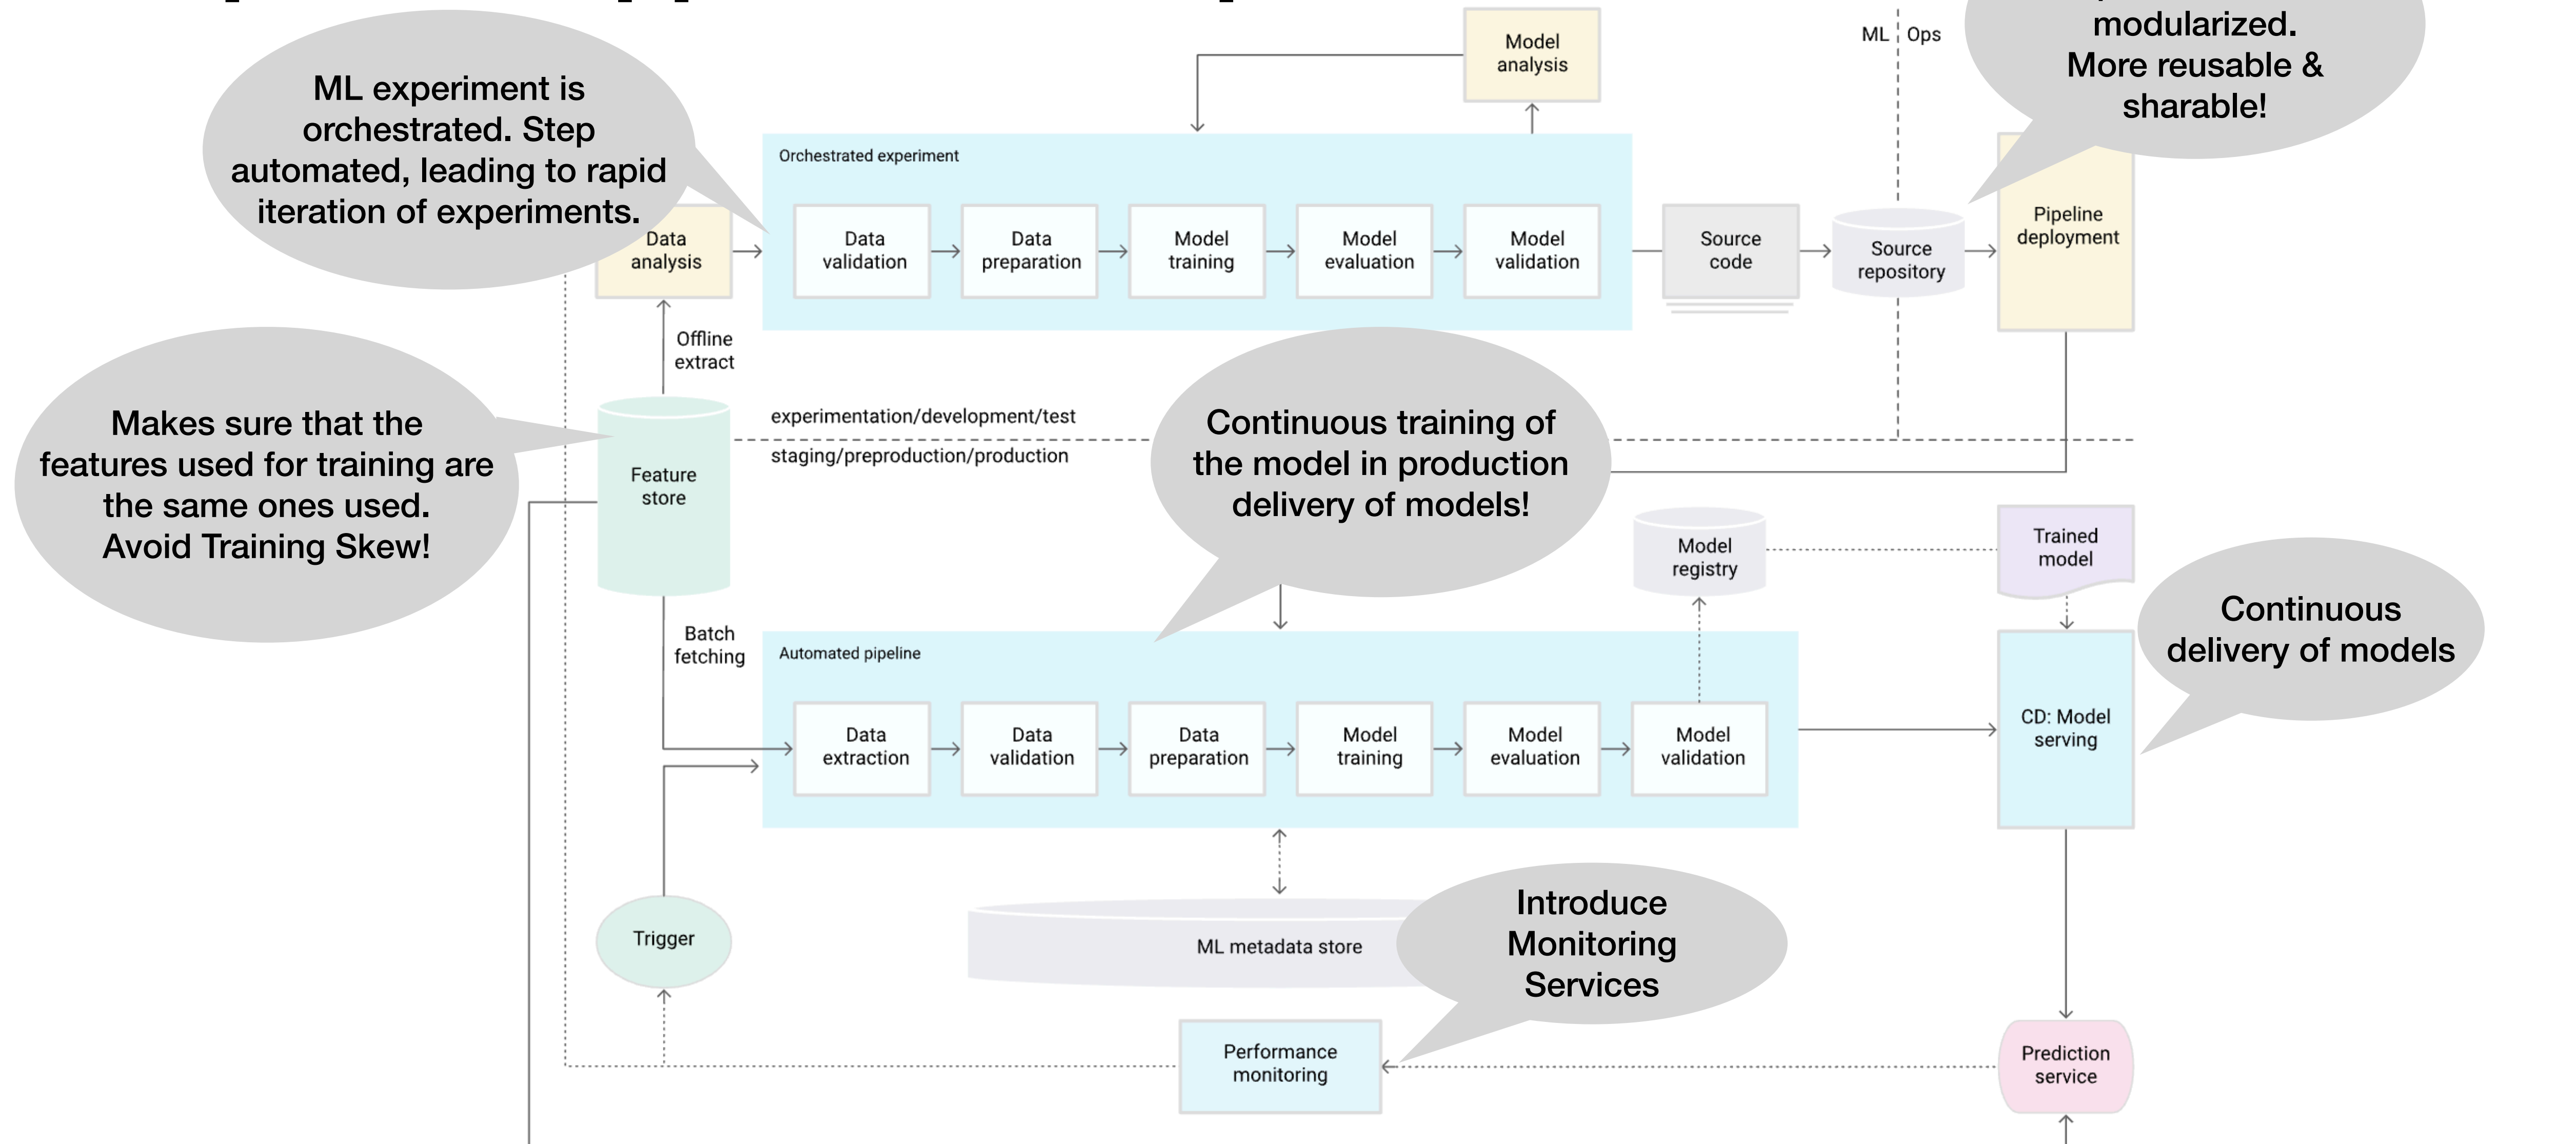 ML experiment is
orchestrated. Step
automated, leading to rapid
iteration of experiments.
Model
analysis
ML
Ops
modularized.
More reusable &
sharable!
Orchestrated experiment
Data
analysis
Data
validation
Data
preparation
Model
training
Model
evaluation
Model
validation
Source
code
Source
repository
Pipeline
deployment
Offline
extract
Makes sure that the
features used for training are
the same ones used.
Avoid Training Skew!
experimentation/development/test
staging/preproduction/production
Feature
store
Continuous training of
the model in production
delivery of models!
Model
registry
Trained
model
Continuous
delivery of models
Batch
fetching
Automated pipeline
Data
extraction
Data
validation
Data
preparation
Model
training
Model
evaluation
Model
validation
CD: Model
serving
Trigger
ML metadata store
Introduce
Monitoring
Services
Performance
monitoring
Prediction
service